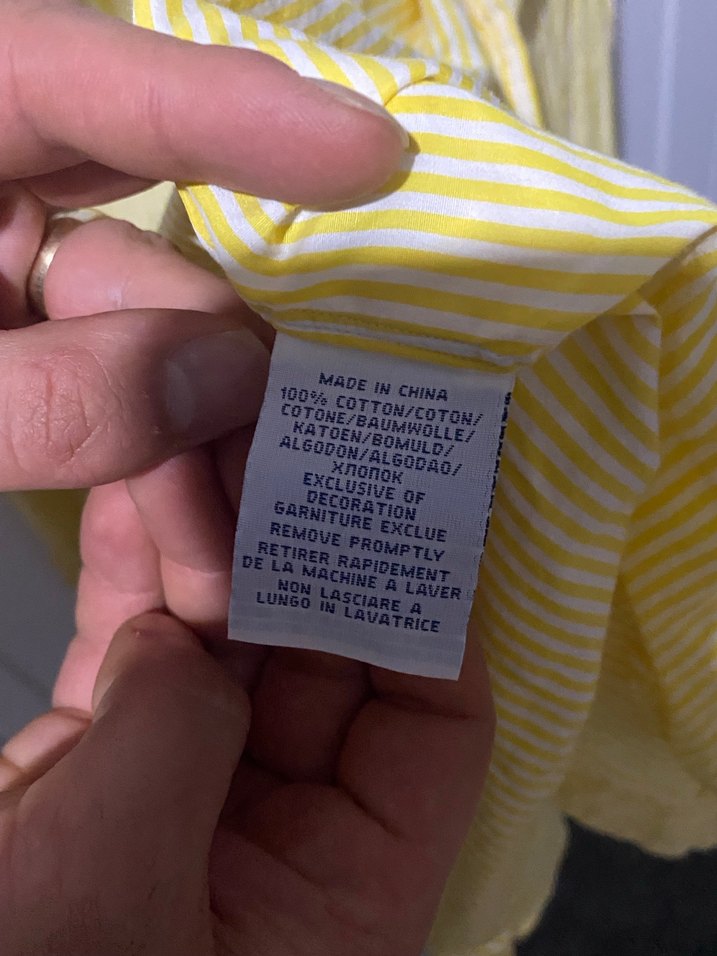 MADE IN CHINA
100% COTTON/COTON/
COTONE/BAUMWOLLE/
KATOEN/BOMULD/
ALGODON/ALGODAO/
ХЛОПОК
EXCLUSIVE OF
DECORATION
GARNITURE EXCLUE
REMOVE PROMPTLY
RETIRER RAPIDEMENT
DE LA MACHINE A LAVER
NON LASCIARE A
LUNGO IN LAVATRICE